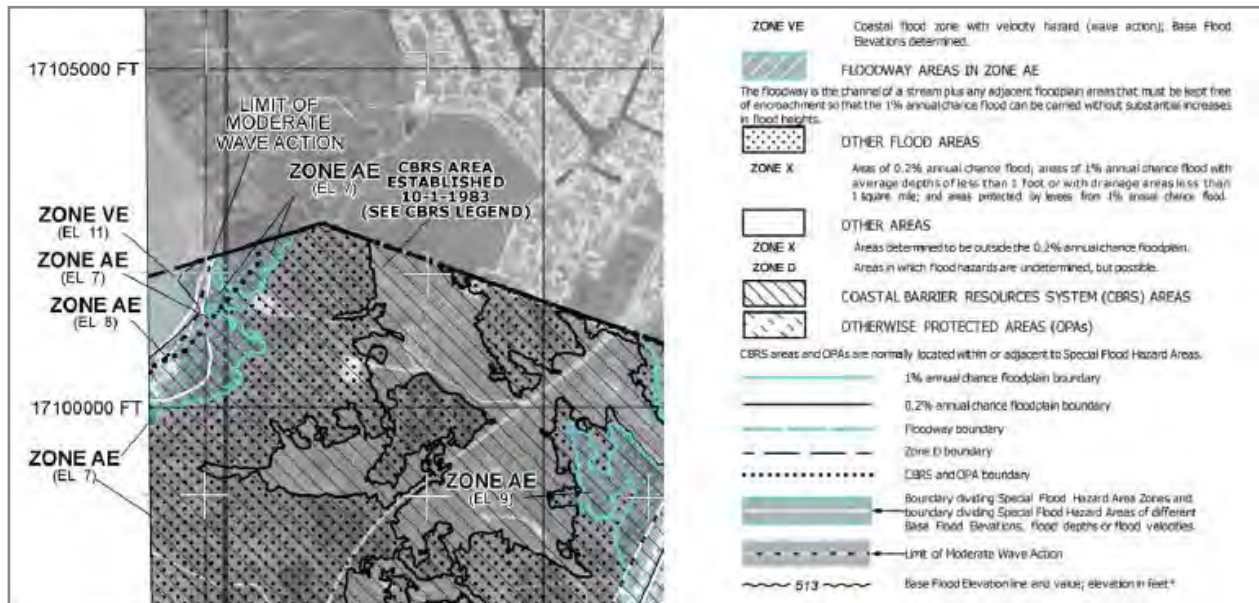 17105000 FT
LIMIT OF
MODERATE
WAVE ACTION
ZONE AE
(EL 7)
CBRS AREA
ESTABLISHED
10-1-1983
(SEE CBRS LEGEND)
ZONE VE
(EL 11)
ZONE AE
(EL 7)
ZONE AE
(EL 8)
17100000 FT
ZONE AE
(EL 7)
ZONE AE
(EL 9)
ZONE VE Coastal flood zone with velocity hazard (wave action); Base Flood
Elevations determined.
FLOODWAY AREAS IN ZONE AE
The floodway is the channel of a stream plus any adjacent floodplain areas that must be kept free
of encroachment so that the 1% annual chance flood can be carried without substantial increases
in flood heights.
OTHER FLOOD AREAS
ZONE X Areas of 0.2% annual chance flood; areas of 1% annual chance flood with
average depths of less than 1 foot or with drainage areas less than
1 square mile; and areas protected by levees from 1% annual chance flood.
OTHER AREAS
ZONE X Areas determined to be outside the 0.2% annual chance floodplain.
ZONE D Areas in which flood hazards are undetermined, but possible.
COASTAL BARRIER RESOURCES SYSTEM (CBRS) AREAS
OTHERWISE PROTECTED AREAS (OPAs)
CBRS areas and OPAs are normally located within or adjacent to Special Flood Hazard Areas.
1% annual chance floodplain boundary
0.2% annual chance floodplain boundary
Floodway boundary
Zone D boundary
CBRS and OPA boundary
Boundary dividing Special Flood Hazard Area Zones and
boundary dividing Special Flood Hazard Areas of different
Base Flood Elevations, flood depths or flood velocities.
Limit of Moderate Wave Action
513 Base Flood Elevation line and value; elevation in feet*